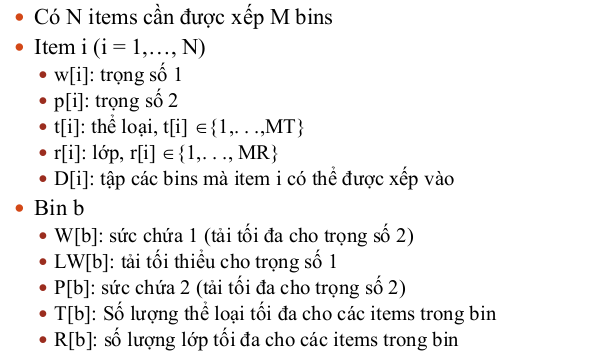 • Có N items cần được xếp M bins
• Item i (i = 1,…, N)
• w[i]: trọng số 1
• p[i]: trọng số 2
• t[i]: thể loại, t[i] ∈{1,. . .,MT}
• r[i]: lớp, r[i] ∈{1,. . ., MR}
• D[i]: tập các bins mà item i có thể được xếp vào
• Bin b
• W[b]: sức chứa 1 (tải tối đa cho trọng số 2)
• LW[b]: tải tối thiểu cho trọng số 1
• P[b]: sức chứa 2 (tải tối đa cho trọng số 2)
• T[b]: Số lượng thể loại tối đa cho các items trong bin
• R[b]: số lượng lớp tối đa cho các items trong bin